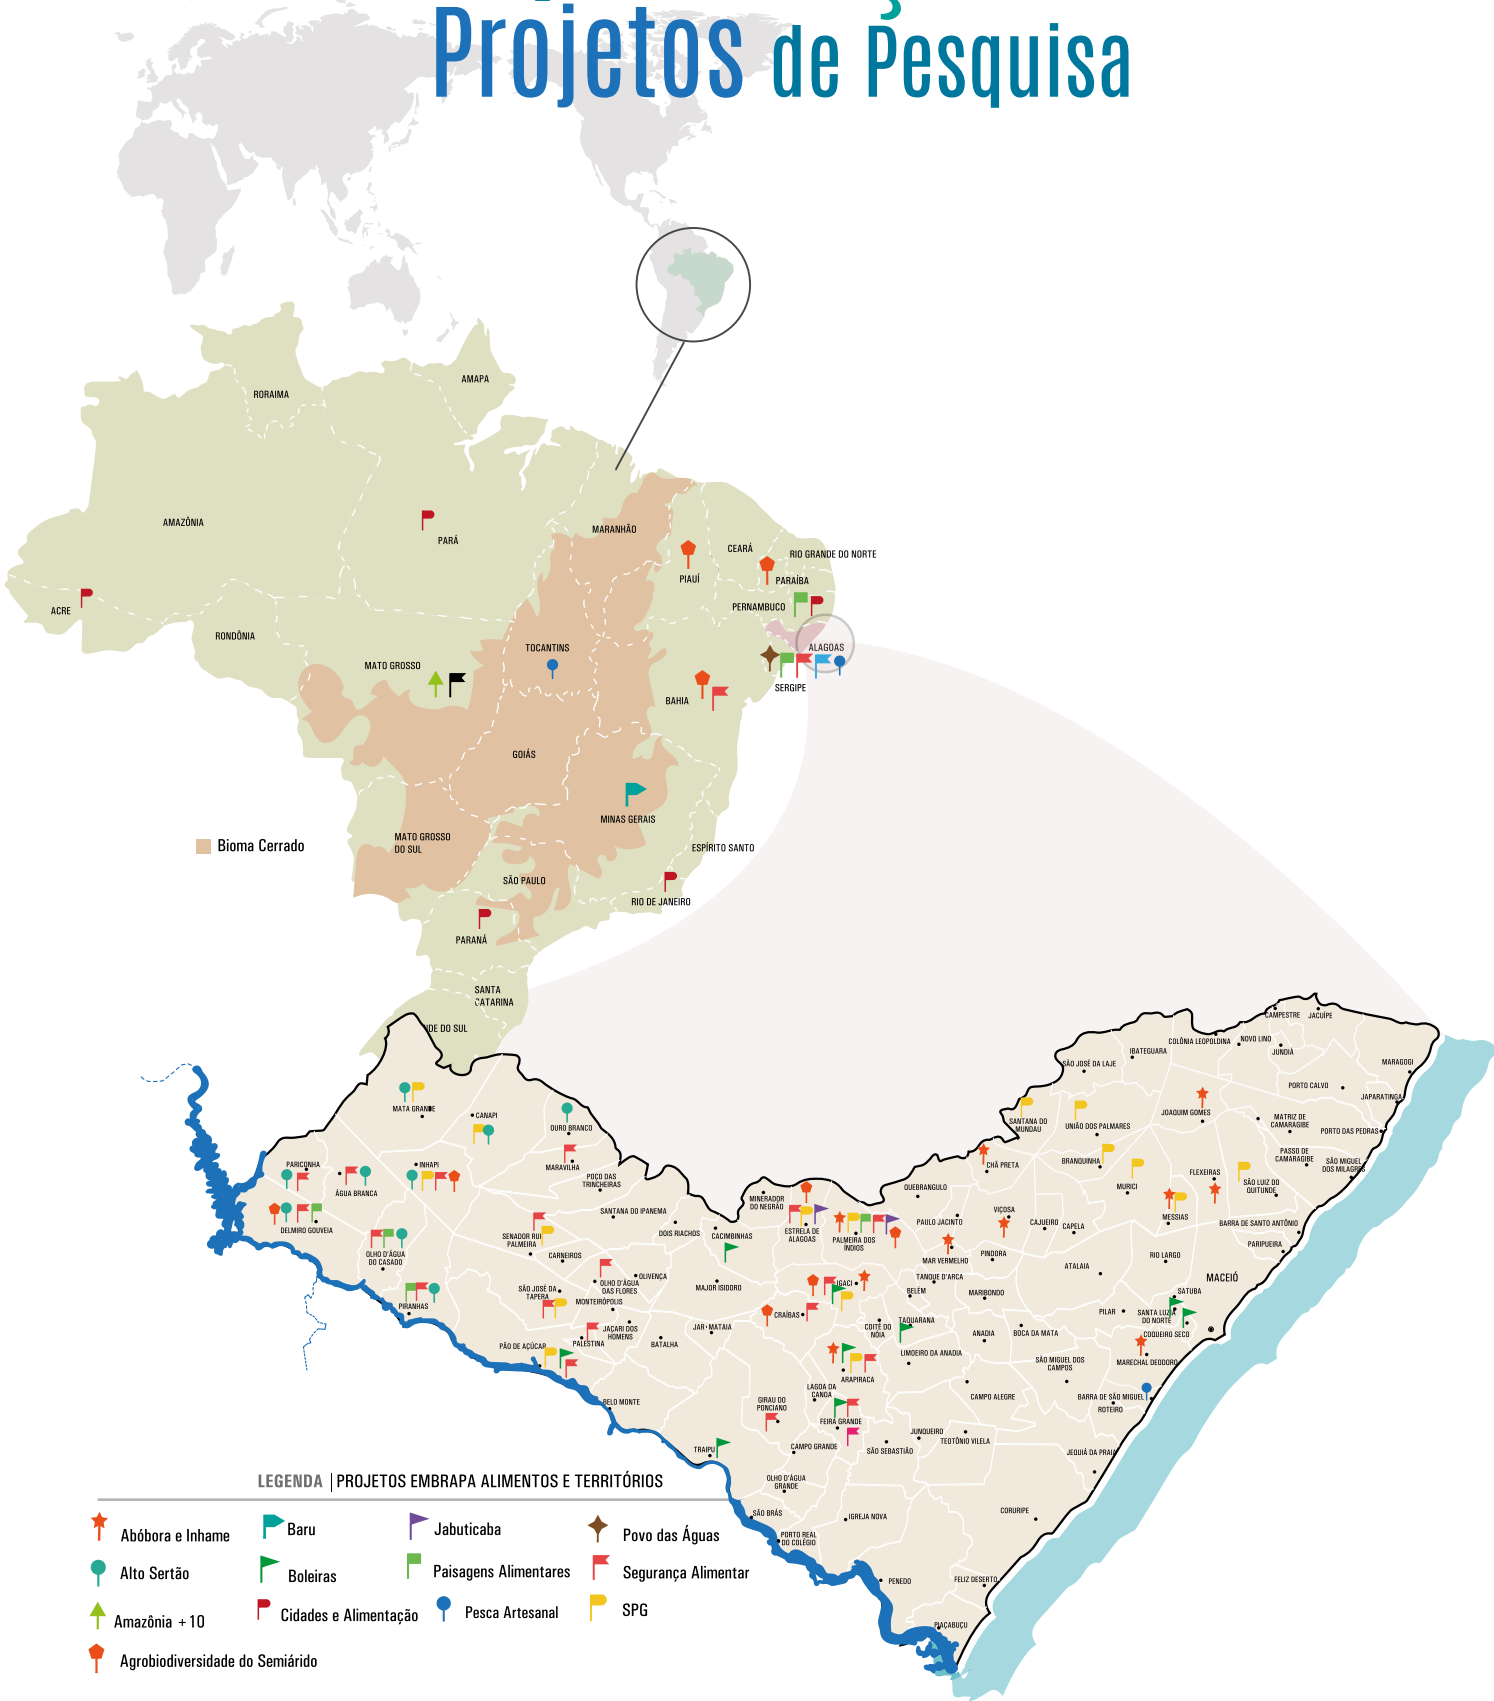 Projetos de Pesquisa
RORAIMA
AMAPA
AMAZÔNIA
PARÁ
MARANHÃO
CEARÁ
RIO GRANDE DO NORTE
PIAUÍ
PARAÍBA
PERNAMBUCO
ACRE
RONDÔNIA
TOCANTINS
ALAGOAS
MATO GROSSO
SERGIPE
BAHIA
GOIÁS
MINAS GERAIS
MATO GROSSO
DO SUL
ESPÍRITO SANTO
Bioma Cerrado
SÃO PAULO
RIO DE JANEIRO
PARANÁ
SANTA
CATARINA
NDE DO SUL
CAMPESTRE
JACUÍPE
COLÔNIA LEOPOLDINA
NOVO LINO
JUNDIÁ
IBATEGUARA
SÃO JOSÉ DA LAJE
MARAGOGI
PORTO CALVO
JAPARATINGA
MATA GRANDE
CANAPI
OURO BRANCO
SANTANA DO
MUNDAU
UNIÃO DOS PALMARES
JOAQUIM GOMES
MATRIZ DE
CAMARAGIBE
PORTO DAS PEDRAS
PASSO DE
CAMARAGIBE
SÃO MIGUEL
DOS MILAGRES
PARICONHA
INHAPI
MARAVILHA
POÇO DAS
TRINCHEIRAS
ÁGUA BRANCA
CHÃ PRETA
BRANQUINHA
MURICI
FLEXEIRAS
SÃO LUIZ DO
QUITUNDE
MINERADOR
DO NEGRÃO
QUEBRANGULO
SANTANA DO IPANEMA
DOIS RIACHOS
CACIMBINHAS
DELMIRO GOUVEIA
ESTRELA DE
ALAGOAS
PALMEIRA DOS
ÍNDIOS
PAULO JACINTO
VIÇOSA
CAJUEIRO
CAPELA
MESSIAS
BARRA DE SANTO ANTÔNIO
PARIPUEIRA
OLHO D'ÁGUA
DO CASADO
SENADOR RUI
PALMEIRA
CARNEIROS
MAR VERMELHO
PINDORA
ATALAIA
RIO LARGO
MACEIÓ
OLIVENÇA
OLHO D'ÁGUA
DAS FLORES
MAJOR ISIDORO
IGACI
TANQUE D'ARCA
BELÉM
MARIBONDO
SATUBA
PIRANHAS
SÃO JOSÉ DA
TAPERA
MONTEIRÓPOLIS
JAÇARI DOS
HOMENS
JAR MATAIA
CRAÍBAS
COITÉ DO
NÓIA
TAQUARANA
ANADIA
BOCA DA MATA
PILAR
SANTA LUZIA
DO NORTE
COQUEIRO SECO
PÃO DE AÇÚCAR
PALESTINA
BATALHA
LIMOEIRO DA ANADIA
SÃO MIGUEL DOS
CAMPOS
MARECHAL DEODORO
ARAPIRACA
LAGOA DA
CANOA
CAMPO ALEGRE
BARRA DE SÃO MIGUEL
ROTEIRO
BELO MONTE
GIRAU DO
PONCIANO
FEIRA GRANDE
JUNQUEIRO
TEOTÔNIO VILELA
TRAIPU
CAMPO GRANDE
SÃO SEBASTIÃO
JEQUIÁ DA PRAIA
OLHO D'ÁGUA
GRANDE
SÃO BRÁS
IGREJA NOVA
CORURIPE
PORTO REAL
DO COLÉGIO
PENEDO
FELIZ DESERTO
PIAÇABUÇU
LEGENDA | PROJETOS EMBRAPA ALIMENTOS E TERRITÓRIOS
Abóbora e Inhame
Baru
Jabuticaba
Povo das Águas
Alto Sertão
Boleiras
Paisagens Alimentares
Segurança Alimentar
Amazônia +10
Cidades e Alimentação
Pesca Artesanal
SPG
Agrobiodiversidade do Semiárido